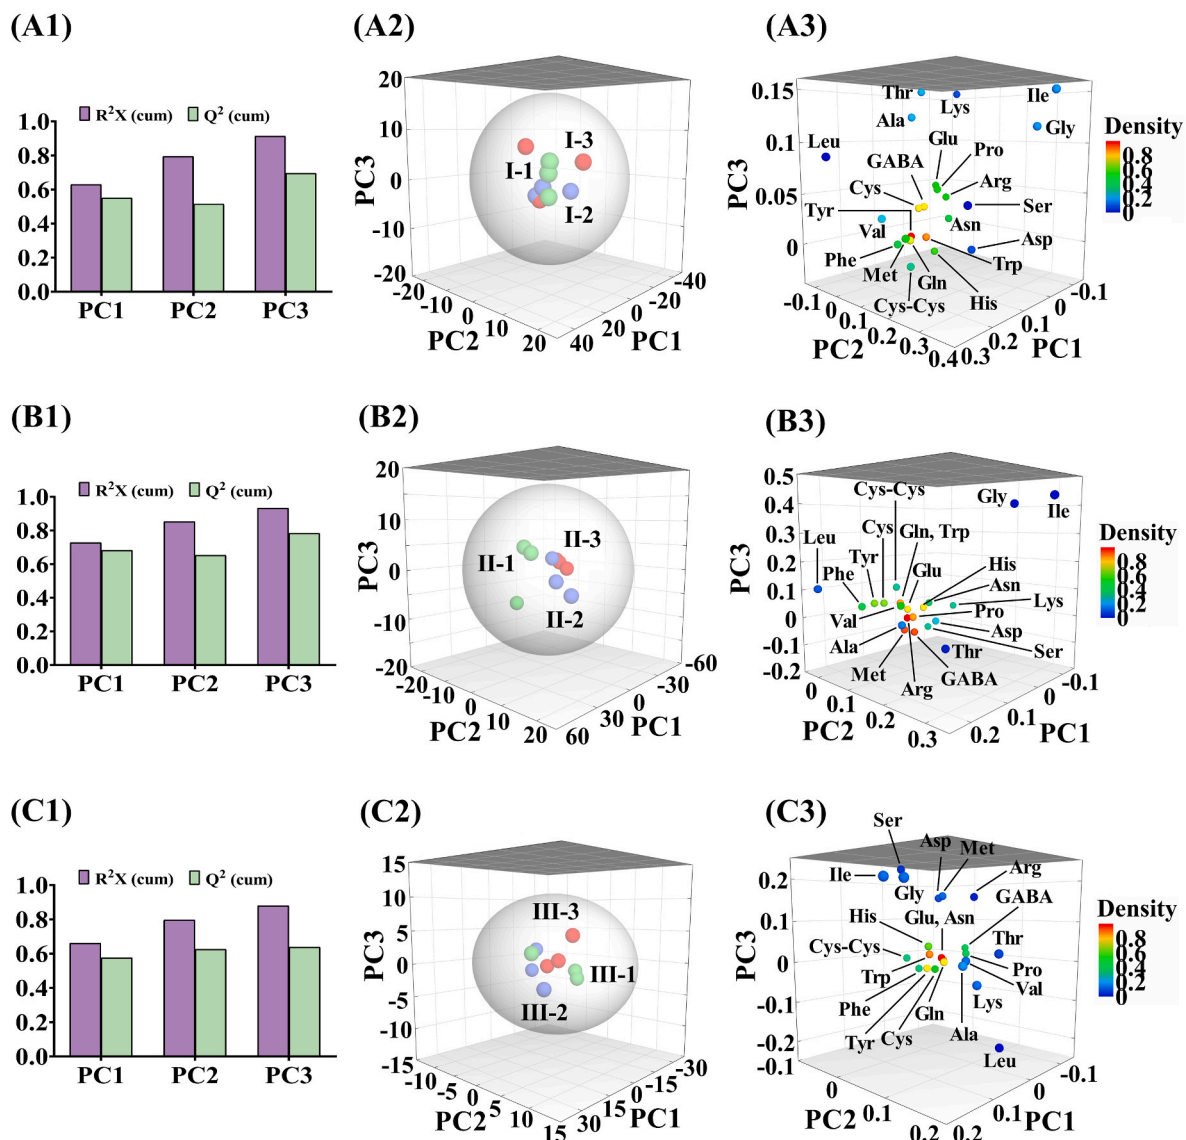 (A1)
R²X (cum) Q² (cum)
1.0
0.8
0.6
0.4
0.2
0.0
PC1 PC2 PC3
(A2)
20
10
0
-10
-20
PC3
I-3
I-1
I-2
-20 -10 0 10 20
PC2
40 20 0 -20 -40
PC1
(A3)
0.15
0.1
0.05
0
PC3
Thr Lys Ile
Ala Gly
Leu Glu
GABA Pro
Cys Arg
Tyr Ser
Val Asn
Asp
Phe Trp
Met Gln
Cys-Cys His
-0.1 0 0.1 0.2 0.3 0.4
PC2
0.3 0.2 0.1 0 -0.1
PC1
Density
0.8
0.6
0.4
0.2
0
(B1)
R²X (cum) Q² (cum)
1.0
0.8
0.6
0.4
0.2
0.0
PC1 PC2 PC3
(B2)
20
10
0
-10
-20
PC3
II-3
II-1
II-2
-20 -10 0 10 20
PC2
60 30 0 -30 -60
PC1
(B3)
0.5
0.4
0.3
0.2
0.1
0
-0.1
-0.2
PC3
Cys-Cys
Gly Ile
Cys Gln, Trp
Leu Tyr
Phe Glu His
Asn
Lys
Val Pro
Asp
Ala Ser
Thr
Met GABA
Arg
0 0.1 0.2 0.3
PC2
0.2 0.1 0 -0.1
PC1
Density
0.8
0.6
0.4
0.2
0
(C1)
R²X (cum) Q² (cum)
1.0
0.8
0.6
0.4
0.2
0.0
PC1 PC2 PC3
(C2)
15
10
5
0
-5
-10
-15
PC3
III-3
III-1
III-2
-15 -10 -5 0 5 10 15
PC2
30 15 0 -15 -30
PC1
(C3)
0.2
0.1
0
-0.1
-0.2
PC3
Ser
Asp Met
Ile Arg
Gly GABA
His Glu, Asn
Thr
Cys-Cys
Trp Pro
Val
Phe Lys
Gln
Tyr Cys Ala
Leu
-0.1 0 0.1 0.2
PC2
0.2 0.1 0 -0.1
PC1
Density
0.8
0.6
0.4
0.2
0